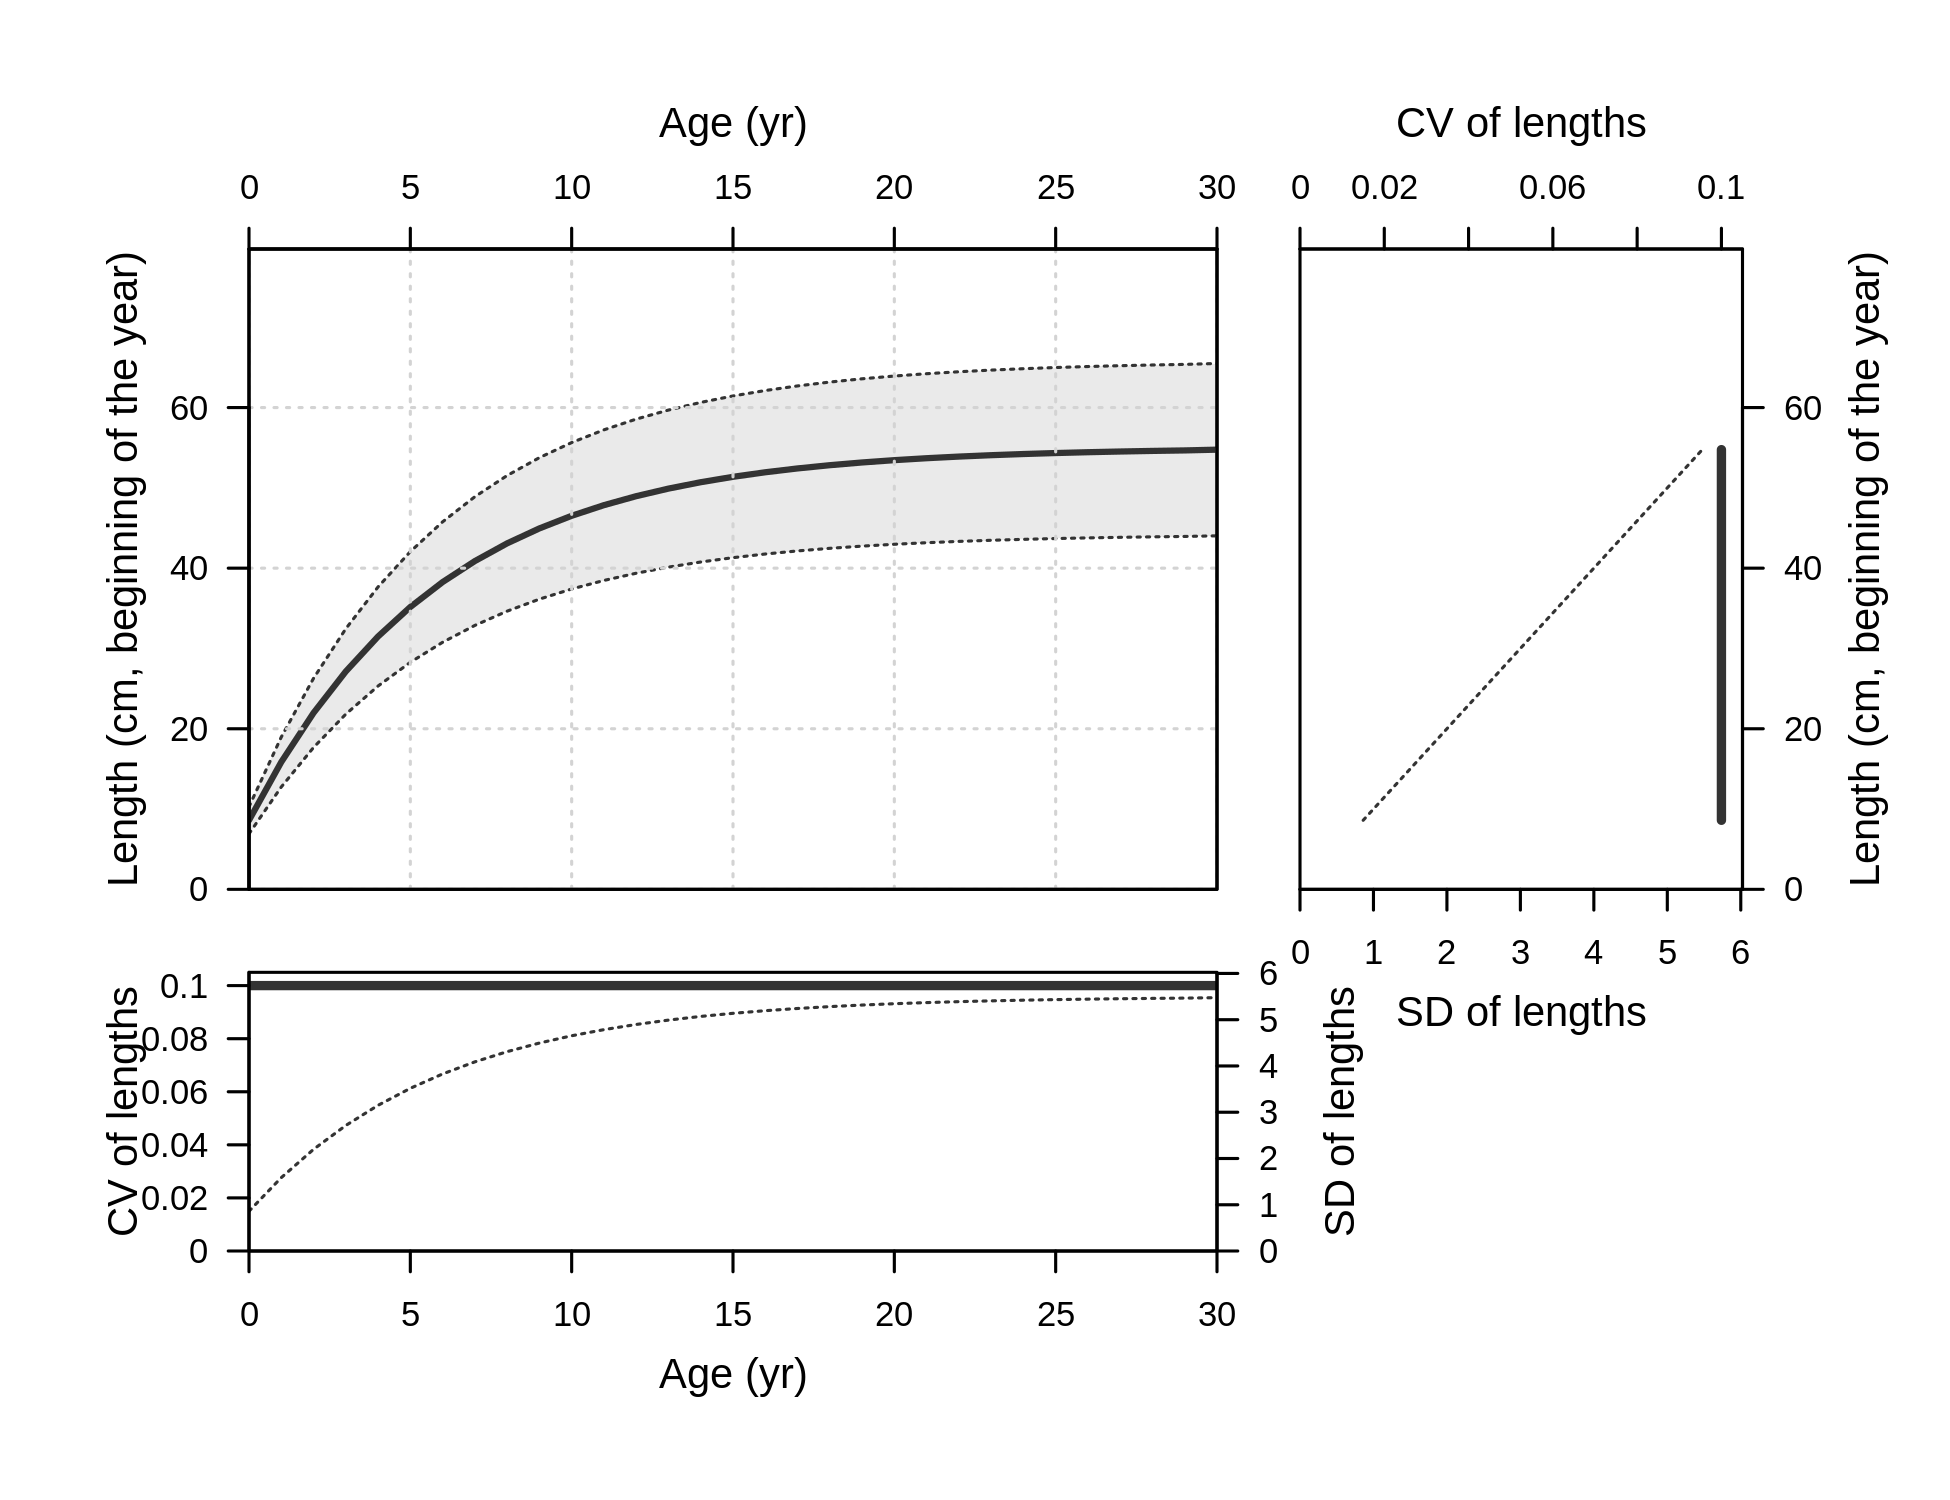 Age (yr)
CV of lengths
0 5 10 15 20 25 30
0 0.02 0.06 0.1
Length (cm, beginning of the year)
60
40
20
0
60
40
20
0
Length (cm, beginning of the year)
0 1 2 3 4 5 6
SD of lengths
CV of lengths
0.1
0.08
0.06
0.04
0.02
0
6
5
4
3
2
1
0
SD of lengths
0 5 10 15 20 25 30
Age (yr)